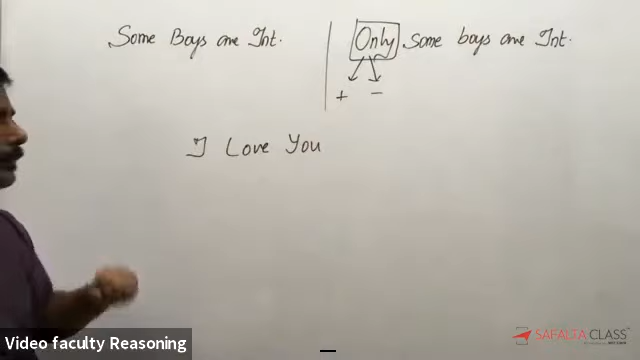 Some Boys are Int.
Only Some boys are Int.
+ -
I Love You
Video faculty Reasoning
SAFALTA CLASS